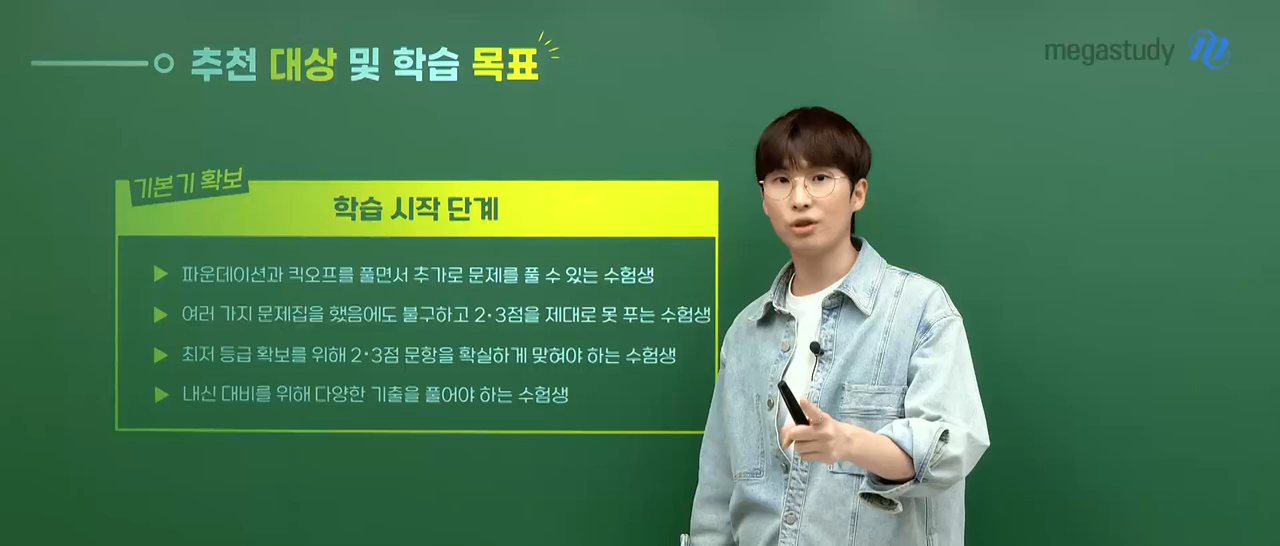 추천 대상 및 학습 목표
megastudy
기본기 확보
학습 시작 단계
파운데이션과 킥오프를 풀면서 추가로 문제를 풀 수 있는 수험생
여러 가지 문제집을 했음에도 불구하고 2·3점을 제대로 못 푸는 수험생
최저 등급 확보를 위해 2·3점 문항을 확실하게 맞혀야 하는 수험생
내신 대비를 위해 다양한 기출을 풀어야 하는 수험생